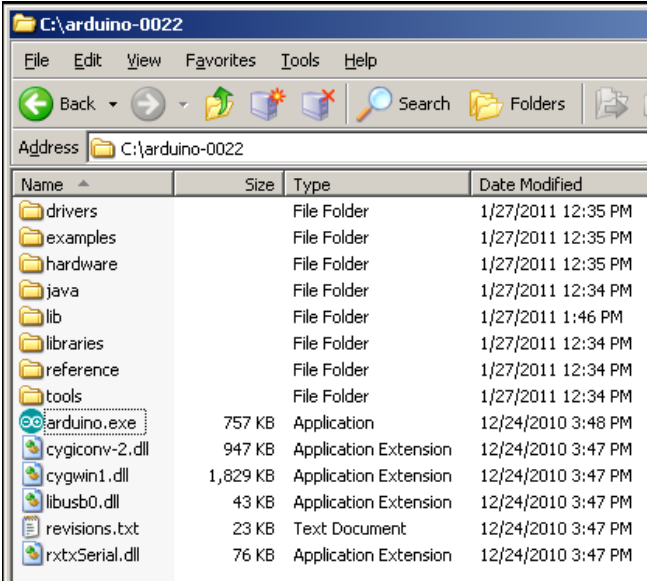 C:\arduino-0022
File Edit View Favorites Tools Help
Back Search Folders
Address C:\arduino-0022
Name Size Type Date Modified
drivers File Folder 1/27/2011 12:35 PM
examples File Folder 1/27/2011 12:35 PM
hardware File Folder 1/27/2011 12:35 PM
java File Folder 1/27/2011 12:34 PM
lib File Folder 1/27/2011 1:46 PM
libraries File Folder 1/27/2011 12:34 PM
reference File Folder 1/27/2011 12:34 PM
tools File Folder 1/27/2011 12:34 PM
arduino.exe 757 KB Application 12/24/2010 3:48 PM
cygiconv-2.dll 947 KB Application Extension 12/24/2010 3:47 PM
cygwin1.dll 1,829 KB Application Extension 12/24/2010 3:47 PM
libusb0.dll 43 KB Application Extension 12/24/2010 3:47 PM
revisions.txt 23 KB Text Document 12/24/2010 3:47 PM
rxtxSerial.dll 76 KB Application Extension 12/24/2010 3:47 PM